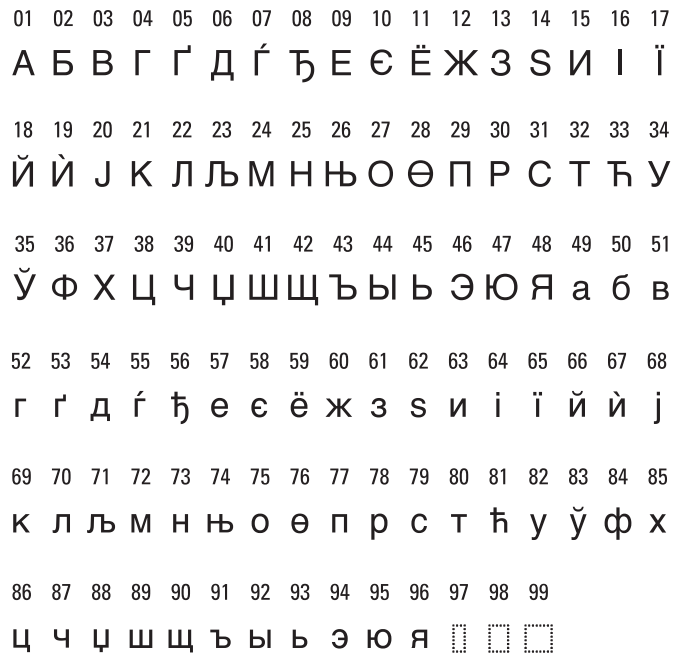 01 02 03 04 05 06 07 08 09 10 11 12 13 14 15 16 17
А Б В Г Ґ Д Ѓ Ђ Е Є Ё Ж З Ѕ И І Ї
18 19 20 21 22 23 24 25 26 27 28 29 30 31 32 33 34
Й Ѝ Ј К Л Љ М Н Њ О Ѳ П Р С Т Ћ У
35 36 37 38 39 40 41 42 43 44 45 46 47 48 49 50 51
Ў Ф Х Ц Ч Џ Ш Щ Ъ Ы Ь Э Ю Я а б в
52 53 54 55 56 57 58 59 60 61 62 63 64 65 66 67 68
г ґ д ѓ ђ е є ё ж з ѕ и і ї й ѝ ј
69 70 71 72 73 74 75 76 77 78 79 80 81 82 83 84 85
к л љ м н њ о ѳ п р с т ћ у ў ф х
86 87 88 89 90 91 92 93 94 95 96 97 98 99
ц ч џ ш щ ъ ы ь э ю я